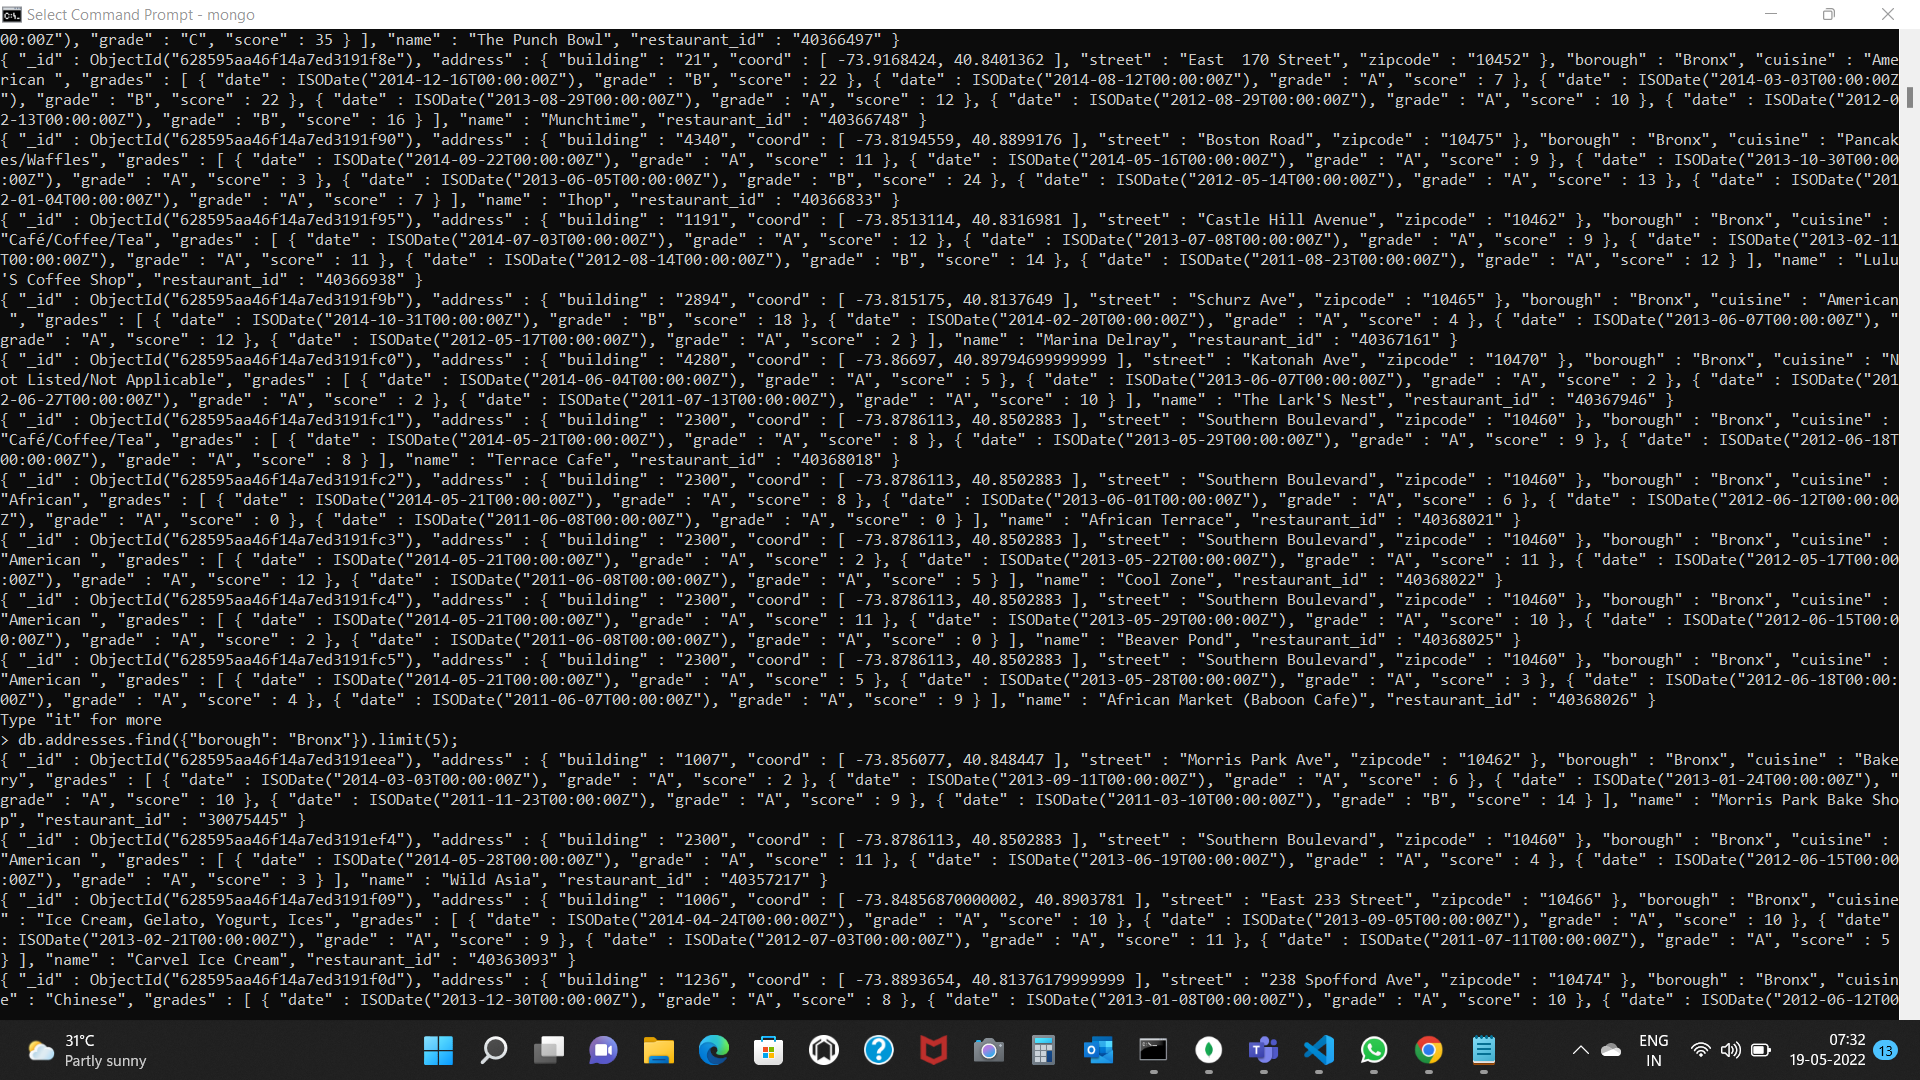 Select Command Prompt - mongo
00:00Z"), "grade" : "C", "score" : 35 } ], "name" : "The Punch Bowl", "restaurant_id" : "40366497" }
{ "_id" : ObjectId("628595aa46f14a7ed3191f8e"), "address" : { "building" : "21", "coord" : [ -73.9168424, 40.8401362 ], "street" : "East  170 Street", "zipcode" : "10452" }, "borough" : "Bronx", "cuisine" : "Ame
rican ", "grades" : [ { "date" : ISODate("2014-12-16T00:00:00Z"), "grade" : "B", "score" : 22 }, { "date" : ISODate("2014-08-12T00:00:00Z"), "grade" : "A", "score" : 7 }, { "date" : ISODate("2014-03-03T00:00:00Z
"), "grade" : "B", "score" : 22 }, { "date" : ISODate("2013-08-29T00:00:00Z"), "grade" : "A", "score" : 12 }, { "date" : ISODate("2012-08-29T00:00:00Z"), "grade" : "A", "score" : 10 }, { "date" : ISODate("2012-0
2-13T00:00:00Z"), "grade" : "B", "score" : 16 } ], "name" : "Munchtime", "restaurant_id" : "40366748" }
{ "_id" : ObjectId("628595aa46f14a7ed3191f90"), "address" : { "building" : "4340", "coord" : [ -73.8194559, 40.8899176 ], "street" : "Boston Road", "zipcode" : "10475" }, "borough" : "Bronx", "cuisine" : "Pancak
es/Waffles", "grades" : [ { "date" : ISODate("2014-09-22T00:00:00Z"), "grade" : "A", "score" : 11 }, { "date" : ISODate("2014-05-16T00:00:00Z"), "grade" : "A", "score" : 9 }, { "date" : ISODate("2013-10-30T00:00
:00Z"), "grade" : "A", "score" : 3 }, { "date" : ISODate("2013-06-05T00:00:00Z"), "grade" : "B", "score" : 24 }, { "date" : ISODate("2012-05-14T00:00:00Z"), "grade" : "A", "score" : 13 }, { "date" : ISODate("201
2-01-04T00:00:00Z"), "grade" : "A", "score" : 7 } ], "name" : "Ihop", "restaurant_id" : "40366833" }
{ "_id" : ObjectId("628595aa46f14a7ed3191f95"), "address" : { "building" : "1191", "coord" : [ -73.8513114, 40.8316981 ], "street" : "Castle Hill Avenue", "zipcode" : "10462" }, "borough" : "Bronx", "cuisine" :
"Café/Coffee/Tea", "grades" : [ { "date" : ISODate("2014-07-03T00:00:00Z"), "grade" : "A", "score" : 12 }, { "date" : ISODate("2013-07-08T00:00:00Z"), "grade" : "A", "score" : 9 }, { "date" : ISODate("2013-02-11
T00:00:00Z"), "grade" : "A", "score" : 11 }, { "date" : ISODate("2012-08-14T00:00:00Z"), "grade" : "B", "score" : 14 }, { "date" : ISODate("2011-08-23T00:00:00Z"), "grade" : "A", "score" : 12 } ], "name" : "Lulu
'S Coffee Shop", "restaurant_id" : "40366938" }
{ "_id" : ObjectId("628595aa46f14a7ed3191f9b"), "address" : { "building" : "2894", "coord" : [ -73.815175, 40.8137649 ], "street" : "Schurz Ave", "zipcode" : "10465" }, "borough" : "Bronx", "cuisine" : "American
 ", "grades" : [ { "date" : ISODate("2014-10-31T00:00:00Z"), "grade" : "B", "score" : 18 }, { "date" : ISODate("2014-02-20T00:00:00Z"), "grade" : "A", "score" : 4 }, { "date" : ISODate("2013-06-07T00:00:00Z"), "
grade" : "A", "score" : 12 }, { "date" : ISODate("2012-05-17T00:00:00Z"), "grade" : "A", "score" : 2 } ], "name" : "Marina Delray", "restaurant_id" : "40367161" }
{ "_id" : ObjectId("628595aa46f14a7ed3191fc0"), "address" : { "building" : "4280", "coord" : [ -73.86697, 40.89794699999999 ], "street" : "Katonah Ave", "zipcode" : "10470" }, "borough" : "Bronx", "cuisine" : "N
ot Listed/Not Applicable", "grades" : [ { "date" : ISODate("2014-06-04T00:00:00Z"), "grade" : "A", "score" : 5 }, { "date" : ISODate("2013-06-07T00:00:00Z"), "grade" : "A", "score" : 2 }, { "date" : ISODate("201
2-06-27T00:00:00Z"), "grade" : "A", "score" : 2 }, { "date" : ISODate("2011-07-13T00:00:00Z"), "grade" : "A", "score" : 10 } ], "name" : "The Lark'S Nest", "restaurant_id" : "40367946" }
{ "_id" : ObjectId("628595aa46f14a7ed3191fc1"), "address" : { "building" : "2300", "coord" : [ -73.8786113, 40.8502883 ], "street" : "Southern Boulevard", "zipcode" : "10460" }, "borough" : "Bronx", "cuisine" :
"Café/Coffee/Tea", "grades" : [ { "date" : ISODate("2014-05-21T00:00:00Z"), "grade" : "A", "score" : 8 }, { "date" : ISODate("2013-05-29T00:00:00Z"), "grade" : "A", "score" : 9 }, { "date" : ISODate("2012-06-18T
00:00:00Z"), "grade" : "A", "score" : 8 } ], "name" : "Terrace Cafe", "restaurant_id" : "40368018" }
{ "_id" : ObjectId("628595aa46f14a7ed3191fc2"), "address" : { "building" : "2300", "coord" : [ -73.8786113, 40.8502883 ], "street" : "Southern Boulevard", "zipcode" : "10460" }, "borough" : "Bronx", "cuisine" :
"African", "grades" : [ { "date" : ISODate("2014-05-21T00:00:00Z"), "grade" : "A", "score" : 8 }, { "date" : ISODate("2013-06-01T00:00:00Z"), "grade" : "A", "score" : 6 }, { "date" : ISODate("2012-06-12T00:00:00
Z"), "grade" : "A", "score" : 0 }, { "date" : ISODate("2011-06-08T00:00:00Z"), "grade" : "A", "score" : 0 } ], "name" : "African Terrace", "restaurant_id" : "40368021" }
{ "_id" : ObjectId("628595aa46f14a7ed3191fc3"), "address" : { "building" : "2300", "coord" : [ -73.8786113, 40.8502883 ], "street" : "Southern Boulevard", "zipcode" : "10460" }, "borough" : "Bronx", "cuisine" :
"American ", "grades" : [ { "date" : ISODate("2014-05-21T00:00:00Z"), "grade" : "A", "score" : 2 }, { "date" : ISODate("2013-05-22T00:00:00Z"), "grade" : "A", "score" : 11 }, { "date" : ISODate("2012-05-17T00:00
:00Z"), "grade" : "A", "score" : 12 }, { "date" : ISODate("2011-06-08T00:00:00Z"), "grade" : "A", "score" : 5 } ], "name" : "Cool Zone", "restaurant_id" : "40368022" }
{ "_id" : ObjectId("628595aa46f14a7ed3191fc4"), "address" : { "building" : "2300", "coord" : [ -73.8786113, 40.8502883 ], "street" : "Southern Boulevard", "zipcode" : "10460" }, "borough" : "Bronx", "cuisine" :
"American ", "grades" : [ { "date" : ISODate("2014-05-21T00:00:00Z"), "grade" : "A", "score" : 11 }, { "date" : ISODate("2013-05-29T00:00:00Z"), "grade" : "A", "score" : 10 }, { "date" : ISODate("2012-06-15T00:0
0:00Z"), "grade" : "A", "score" : 2 }, { "date" : ISODate("2011-06-08T00:00:00Z"), "grade" : "A", "score" : 0 } ], "name" : "Beaver Pond", "restaurant_id" : "40368025" }
{ "_id" : ObjectId("628595aa46f14a7ed3191fc5"), "address" : { "building" : "2300", "coord" : [ -73.8786113, 40.8502883 ], "street" : "Southern Boulevard", "zipcode" : "10460" }, "borough" : "Bronx", "cuisine" :
"American ", "grades" : [ { "date" : ISODate("2014-05-21T00:00:00Z"), "grade" : "A", "score" : 5 }, { "date" : ISODate("2013-05-28T00:00:00Z"), "grade" : "A", "score" : 3 }, { "date" : ISODate("2012-06-18T00:00:
00Z"), "grade" : "A", "score" : 4 }, { "date" : ISODate("2011-06-07T00:00:00Z"), "grade" : "A", "score" : 9 } ], "name" : "African Market (Baboon Cafe)", "restaurant_id" : "40368026" }
Type "it" for more
> db.addresses.find({"borough": "Bronx"}).limit(5);
{ "_id" : ObjectId("628595aa46f14a7ed3191eea"), "address" : { "building" : "1007", "coord" : [ -73.856077, 40.848447 ], "street" : "Morris Park Ave", "zipcode" : "10462" }, "borough" : "Bronx", "cuisine" : "Bake
ry", "grades" : [ { "date" : ISODate("2014-03-03T00:00:00Z"), "grade" : "A", "score" : 2 }, { "date" : ISODate("2013-09-11T00:00:00Z"), "grade" : "A", "score" : 6 }, { "date" : ISODate("2013-01-24T00:00:00Z"), "
grade" : "A", "score" : 10 }, { "date" : ISODate("2011-11-23T00:00:00Z"), "grade" : "A", "score" : 9 }, { "date" : ISODate("2011-03-10T00:00:00Z"), "grade" : "B", "score" : 14 } ], "name" : "Morris Park Bake Sho
p", "restaurant_id" : "30075445" }
{ "_id" : ObjectId("628595aa46f14a7ed3191ef4"), "address" : { "building" : "2300", "coord" : [ -73.8786113, 40.8502883 ], "street" : "Southern Boulevard", "zipcode" : "10460" }, "borough" : "Bronx", "cuisine" :
"American ", "grades" : [ { "date" : ISODate("2014-05-28T00:00:00Z"), "grade" : "A", "score" : 11 }, { "date" : ISODate("2013-06-19T00:00:00Z"), "grade" : "A", "score" : 4 }, { "date" : ISODate("2012-06-15T00:00
:00Z"), "grade" : "A", "score" : 3 } ], "name" : "Wild Asia", "restaurant_id" : "40357217" }
{ "_id" : ObjectId("628595aa46f14a7ed3191f09"), "address" : { "building" : "1006", "coord" : [ -73.84856870000002, 40.8903781 ], "street" : "East 233 Street", "zipcode" : "10466" }, "borough" : "Bronx", "cuisine
" : "Ice Cream, Gelato, Yogurt, Ices", "grades" : [ { "date" : ISODate("2014-04-24T00:00:00Z"), "grade" : "A", "score" : 10 }, { "date" : ISODate("2013-09-05T00:00:00Z"), "grade" : "A", "score" : 10 }, { "date"
: ISODate("2013-02-21T00:00:00Z"), "grade" : "A", "score" : 9 }, { "date" : ISODate("2012-07-03T00:00:00Z"), "grade" : "A", "score" : 11 }, { "date" : ISODate("2011-07-11T00:00:00Z"), "grade" : "A", "score" : 5
} ], "name" : "Carvel Ice Cream", "restaurant_id" : "40363093" }
{ "_id" : ObjectId("628595aa46f14a7ed3191f0d"), "address" : { "building" : "1236", "coord" : [ -73.8893654, 40.81376179999999 ], "street" : "238 Spofford Ave", "zipcode" : "10474" }, "borough" : "Bronx", "cuisin
e" : "Chinese", "grades" : [ { "date" : ISODate("2013-12-30T00:00:00Z"), "grade" : "A", "score" : 8 }, { "date" : ISODate("2013-01-08T00:00:00Z"), "grade" : "A", "score" : 10 }, { "date" : ISODate("2012-06-12T00
31°C
Partly sunny
ENG
IN
07:32
19-05-2022
13